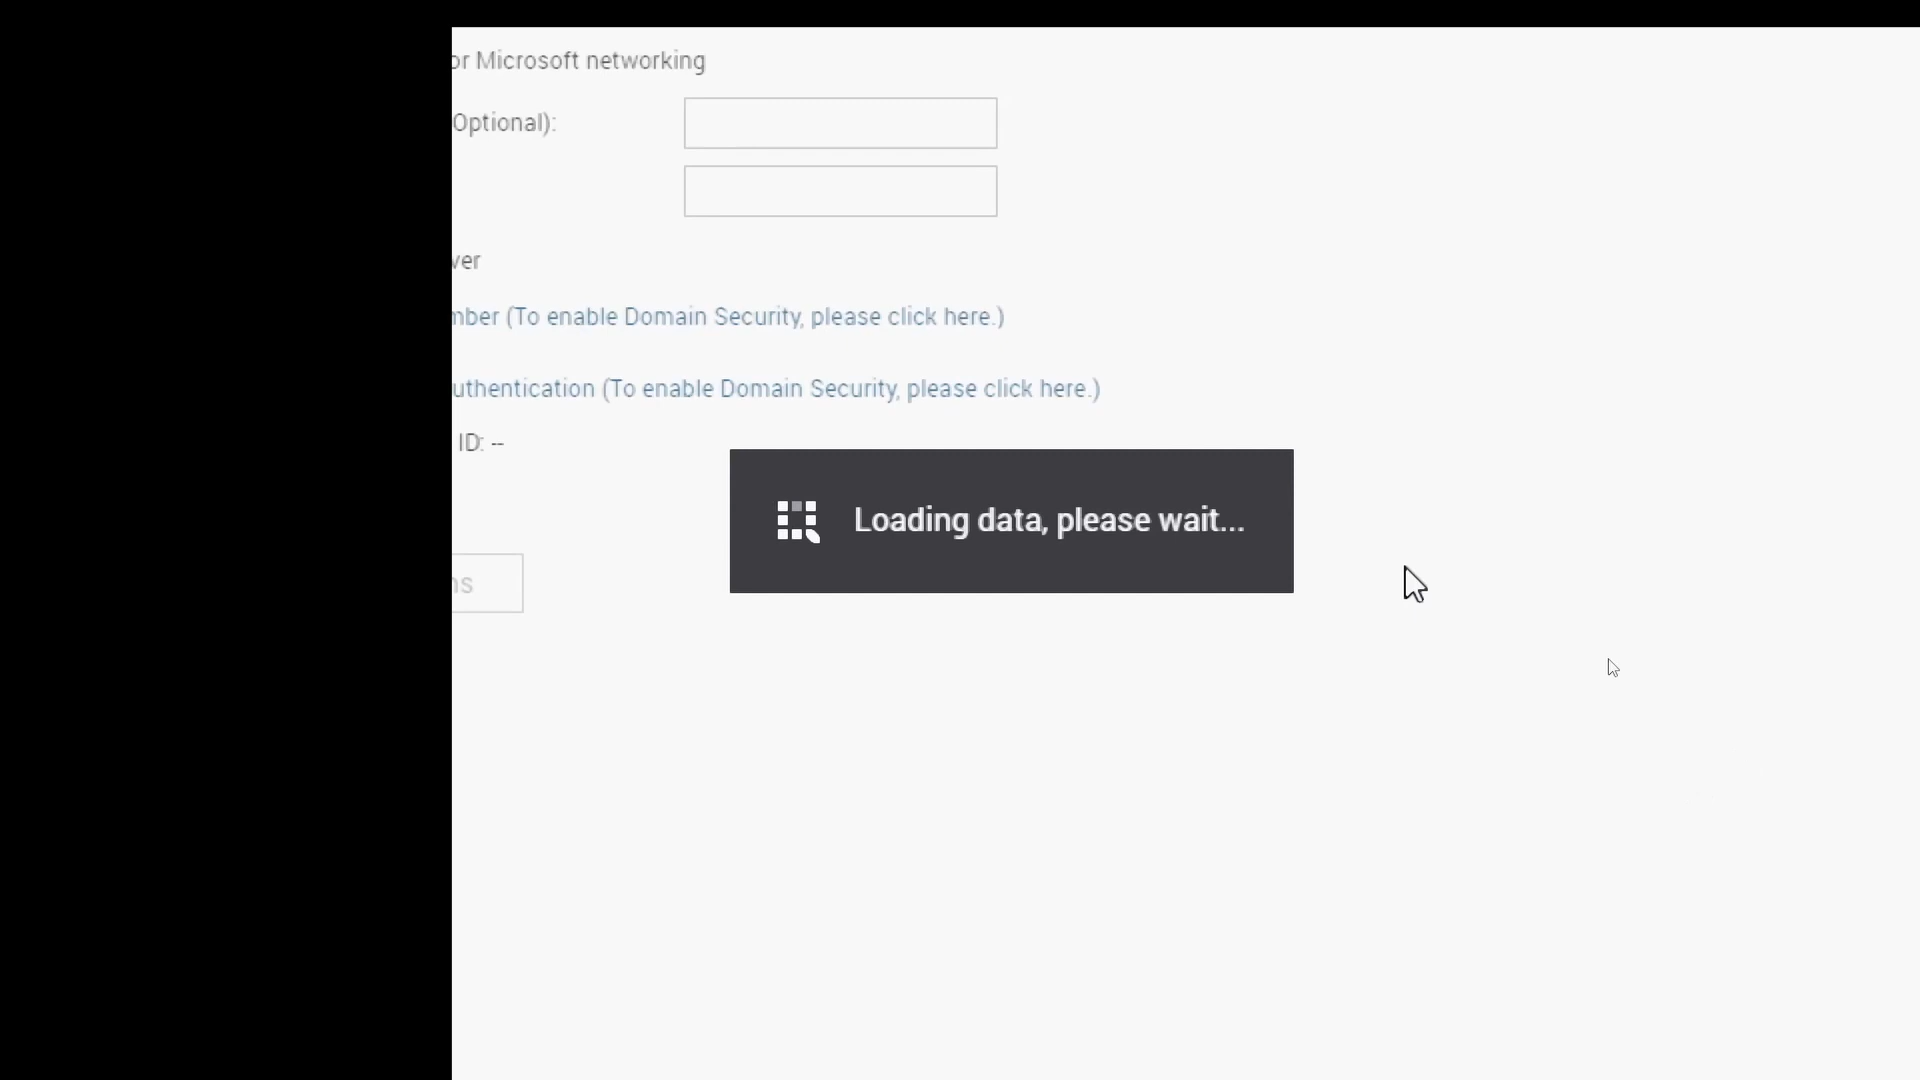 or Microsoft networking
Optional):
ver
mber (To enable Domain Security, please click here.)
uthentication (To enable Domain Security, please click here.)
ID: --
Loading data, please wait...
ns